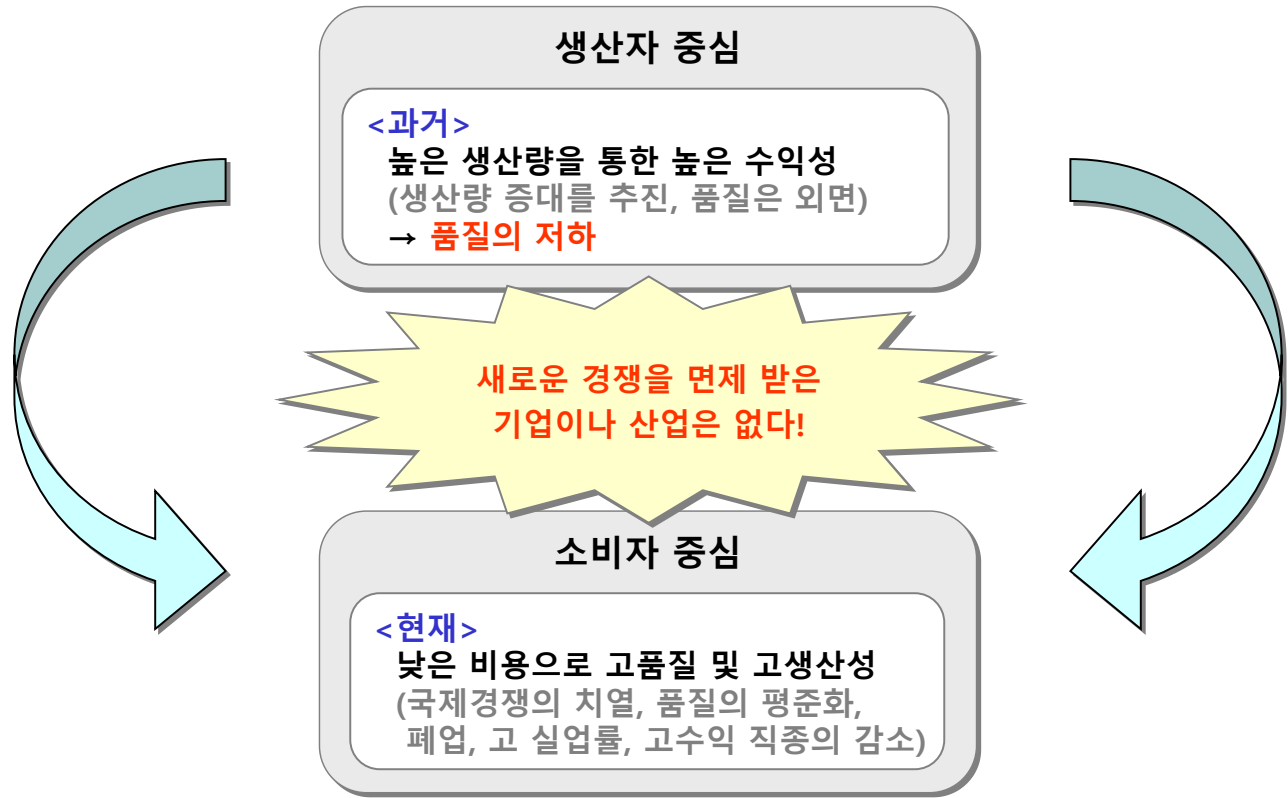 생산자 중심
<과거>
높은 생산량을 통한 높은 수익성
(생산량 증대를 추진, 품질은 외면)
→ 품질의 저하
새로운 경쟁을 면제 받은
기업이나 산업은 없다!
소비자 중심
<현재>
낮은 비용으로 고품질 및 고생산성
(국제경쟁의 치열, 품질의 평준화,
폐업, 고 실업률, 고수익 직종의 감소)